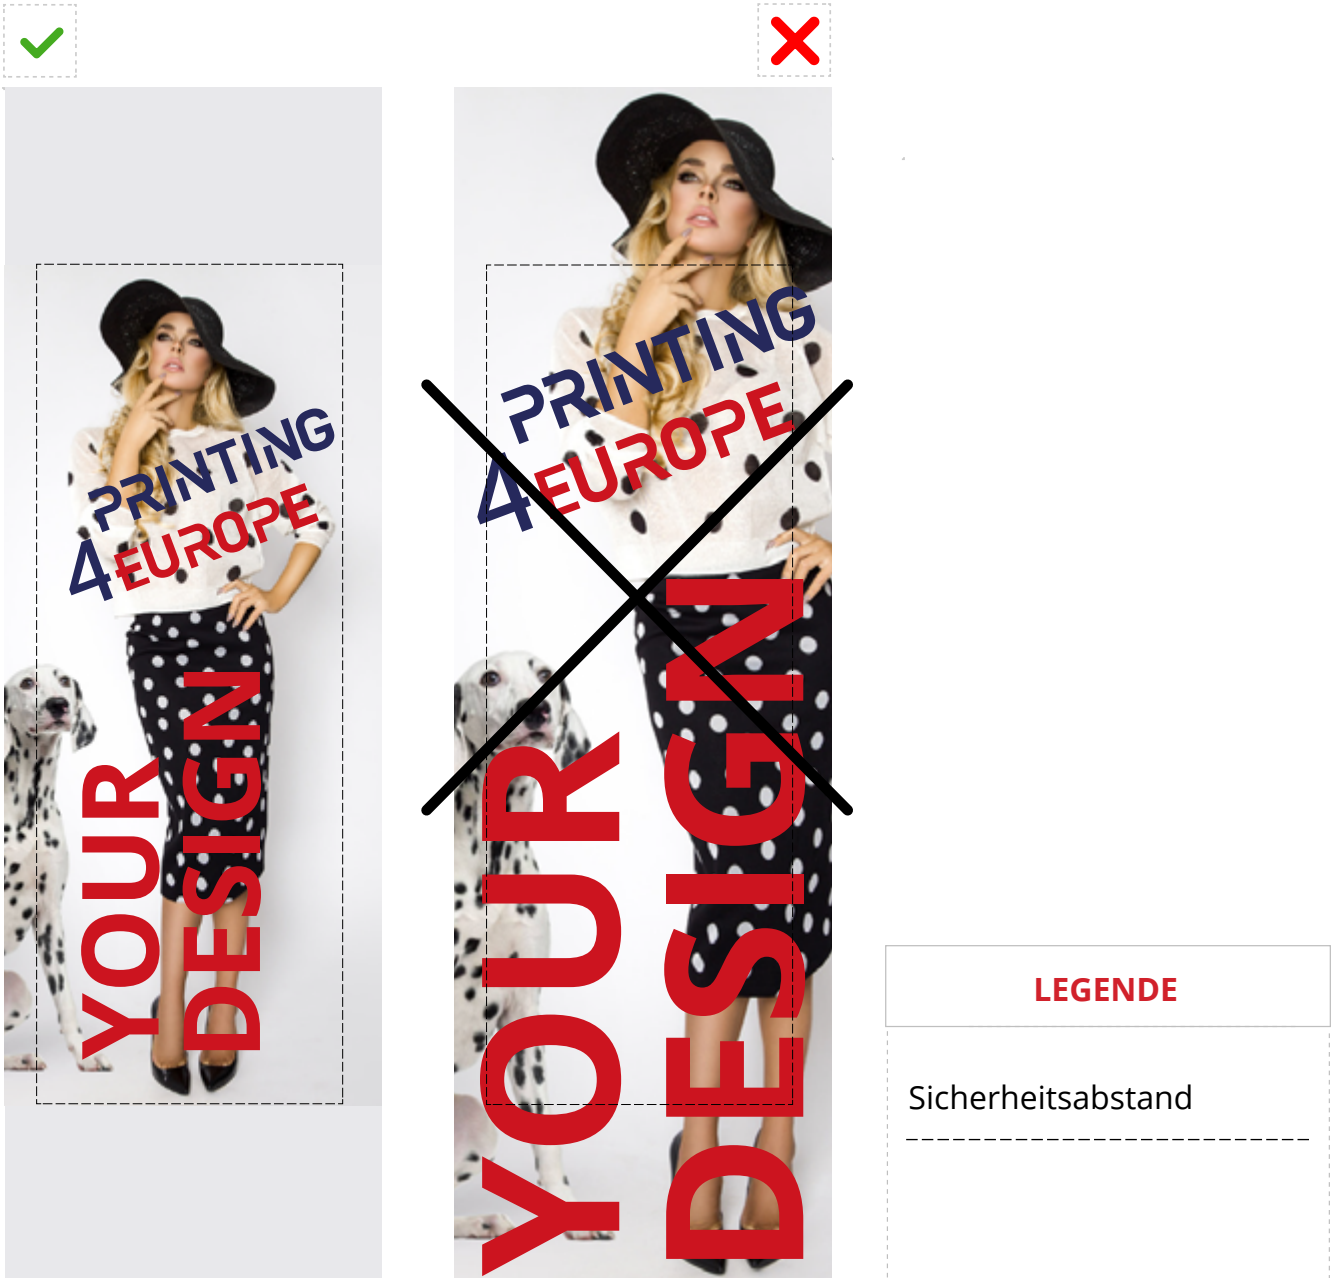 PRINTING
4EUROPE
YOUR
DESIGN
PRINTING
4EUROPE
YOUR
DESIGN
LEGENDE
Sicherheitsabstand